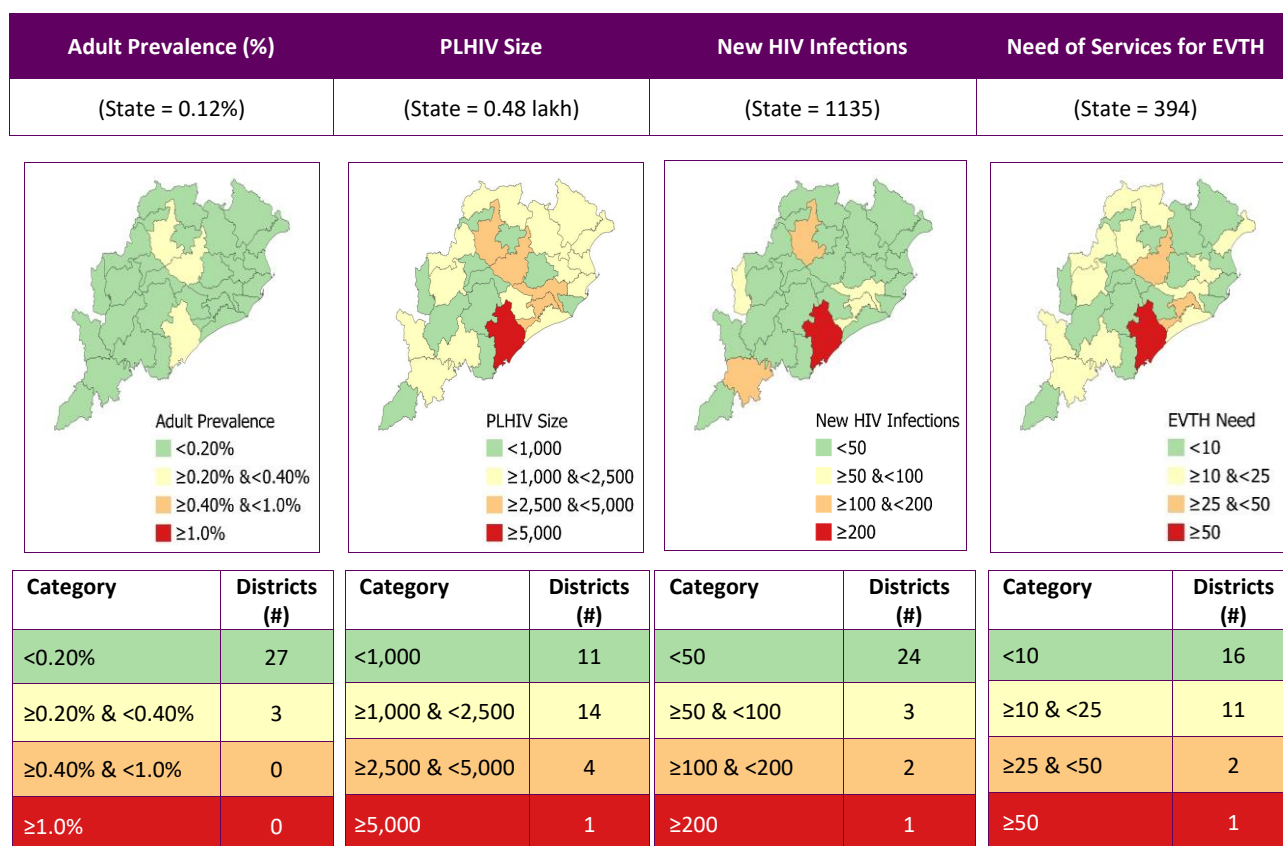 Adult Prevalence (%)
PLHIV Size
New HIV Infections
Need of Services for EVTH
(State = 0.12%)
(State = 0.48 lakh)
(State = 1135)
(State = 394)
Adult Prevalence
<0.20%
≥0.20% &<0.40%
≥0.40% &<1.0%
≥1.0%
PLHIV Size
<1,000
≥1,000 &<2,500
≥2,500 &<5,000
≥5,000
New HIV Infections
<50
≥50 &<100
≥100 &<200
≥200
EVTH Need
<10
≥10 &<25
≥25 &<50
≥50
Category Districts
(#)
<0.20% 27
≥0.20% & <0.40% 3
≥0.40% & <1.0% 0
≥1.0% 0
Category Districts
(#)
<1,000 11
≥1,000 & <2,500 14
≥2,500 & <5,000 4
≥5,000 1
Category Districts
(#)
<50 24
≥50 & <100 3
≥100 & <200 2
≥200 1
Category Districts
(#)
<10 16
≥10 & <25 11
≥25 & <50 2
≥50 1